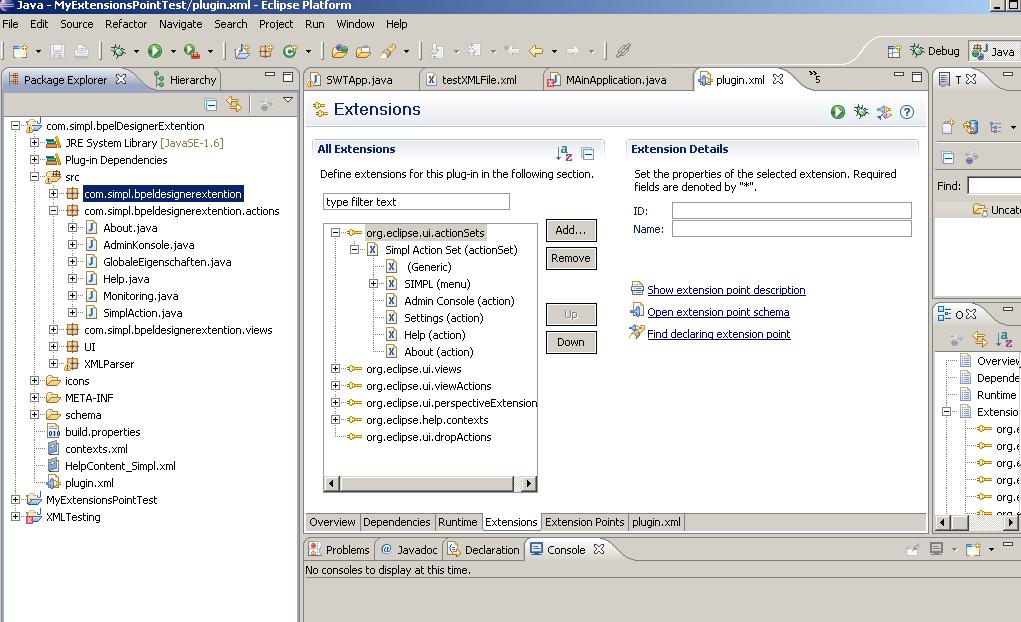 Java - MyExtensionsPointTest/plugin.xml - Eclipse Platform
File Edit Source Refactor Navigate Search Project Run Window Help
Debug Java
Package Explorer Hierarchy
SWTApp.java testXMLFile.xml MAinApplication.java plugin.xml »5
T
com.simpl.bpelDesignerExtention
JRE System Library [JavaSE-1.6]
Plug-in Dependencies
src
com.simpl.bpeldesignerextention
com.simpl.bpeldesignerextention.actions
About.java
AdminKonsole.java
GlobaleEigenschaften.java
Help.java
Monitoring.java
SimplAction.java
com.simpl.bpeldesignerextention.views
UI
XMLParser
icons
META-INF
schema
build.properties
contexts.xml
HelpContent_Simpl.xml
plugin.xml
MyExtensionsPointTest
XMLTesting
Extensions
All Extensions
Define extensions for this plug-in in the following section.
type filter text
org.eclipse.ui.actionSets
Simpl Action Set (actionSet)
(Generic)
SIMPL (menu)
Admin Console (action)
Settings (action)
Help (action)
About (action)
org.eclipse.ui.views
org.eclipse.ui.viewActions
org.eclipse.ui.perspectiveExtension
org.eclipse.help.contexts
org.eclipse.ui.dropActions
Add...
Remove
Up
Down
Extension Details
Set the properties of the selected extension. Required
fields are denoted by "*".
ID:
Name:
Show extension point description
Open extension point schema
Find declaring extension point
Overview Dependencies Runtime Extensions Extension Points plugin.xml
Problems Javadoc Declaration Console
No consoles to display at this time.
Find:
Uncate
O
Overview
Depende
Runtime
Extensio
org.e
org.e
org.e
org.e
org.e
org.e